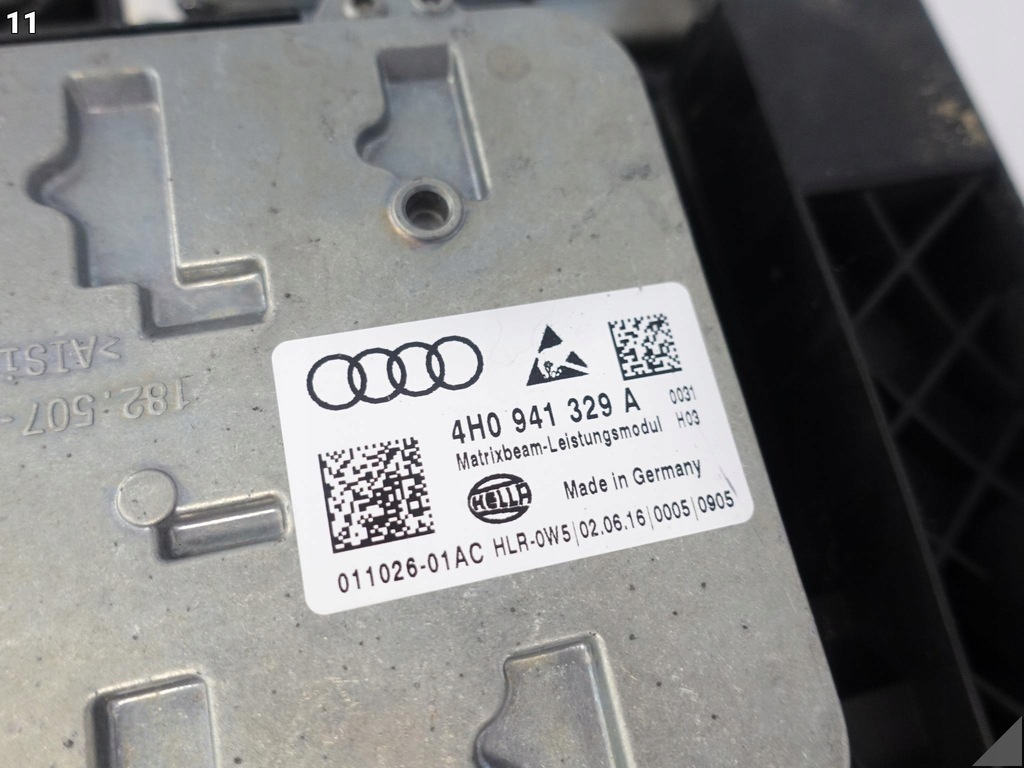 11
>AlSi
182.507-
4H0 941 329 A
0031
H03
Matrixbeam-Leistungsmodul
HELLA
Made in Germany
011026-01AC HLR-0W5|02.06.16|0005|0905